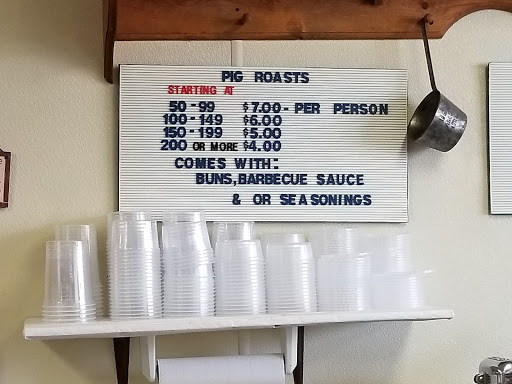 PIG ROASTS
STARTING AT
50-99 $7.00- PER PERSON
100-149 $6.00
150-199 $5.00
200 OR MORE $4.00
COMES WITH:
BUNS,BARBECUE SAUCE
& OR SEASONINGS